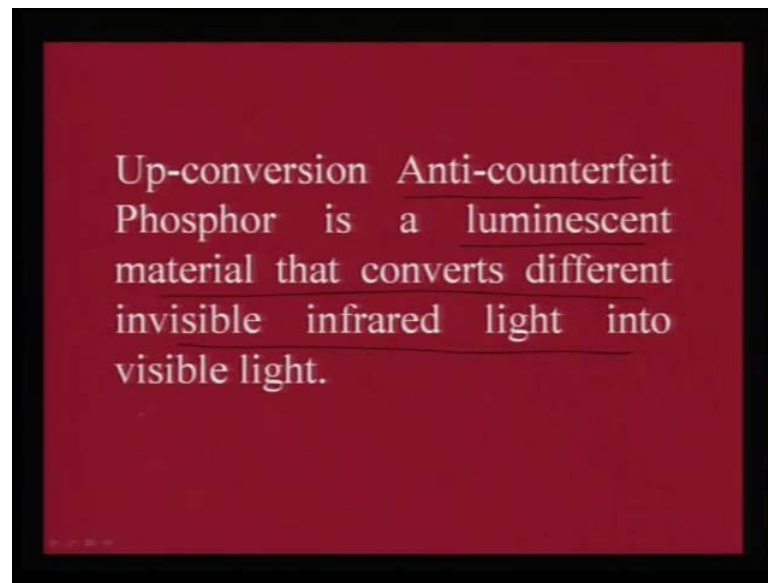 Up-conversion Anti-counterfeit
Phosphor is a luminescent
material that converts different
invisible infrared light into
visible light.